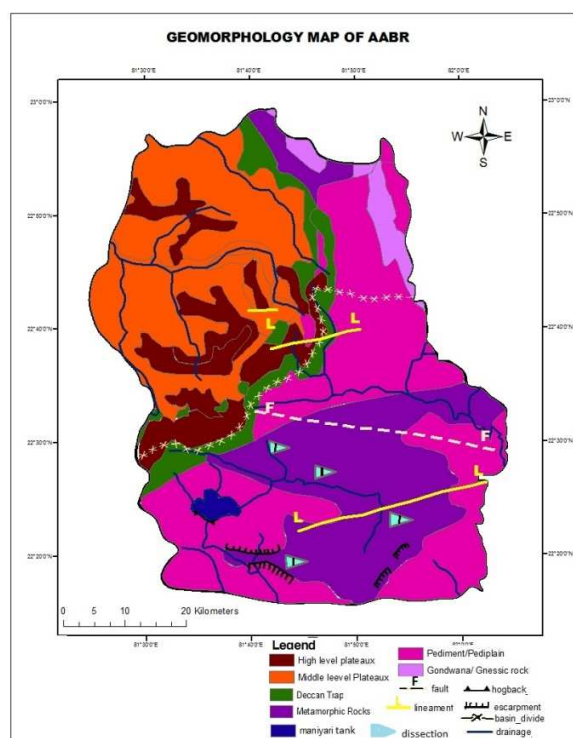 GEOMORPHOLOGY MAP OF AABR
81°30'0"E 81°40'0"E 81°50'0"E 82°0'0"E
23°0'0"N 23°0'0"N
N
W E
S
22°50'0"N 22°50'0"N
22°40'0"N L L 22°40'0"N
F
22°30'0"N F 22°30'0"N
L
L
22°20'0"N 22°20'0"N
0 5 10 20 Kilometers
81°30'0"E 81°40'0"E 81°50'0"E
Legend
High level plateaux Pediment/Pediplain
Middle leevel Plateaux Gondwana/ Gnessic rock
Deccan Trap F fault hogback
Metamorphic Rocks L lineament escarpment
basin_divide
maniyari tank dissection drainage